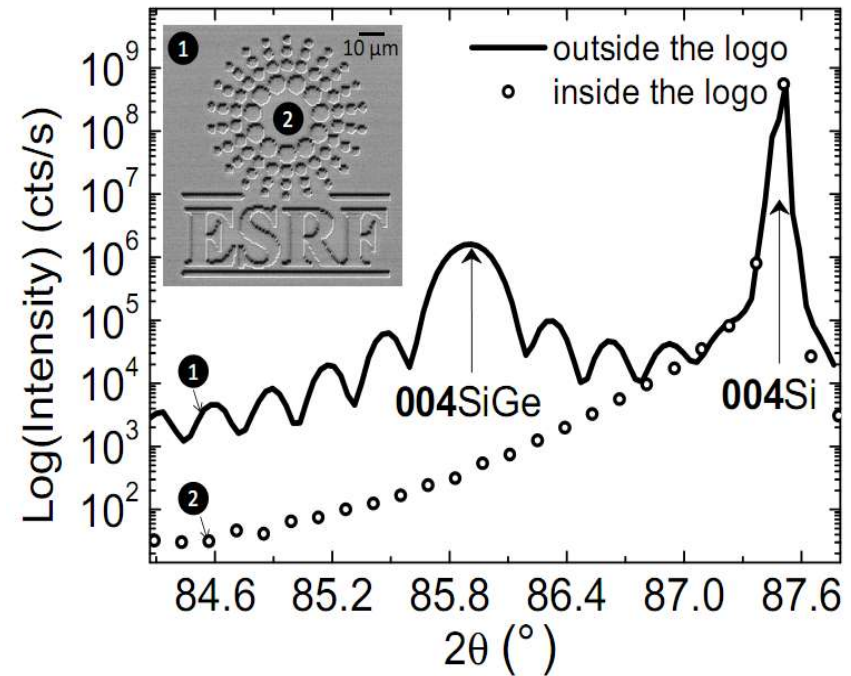 1
10 µm
2
ESRF
outside the logo
inside the logo
10⁹
10⁸
10⁷
10⁶
10⁵
10⁴
10³
10²
Log(Intensity) (cts/s)
1
2
004SiGe
004Si
84.6 85.2 85.8 86.4 87.0 87.6
2θ (°)